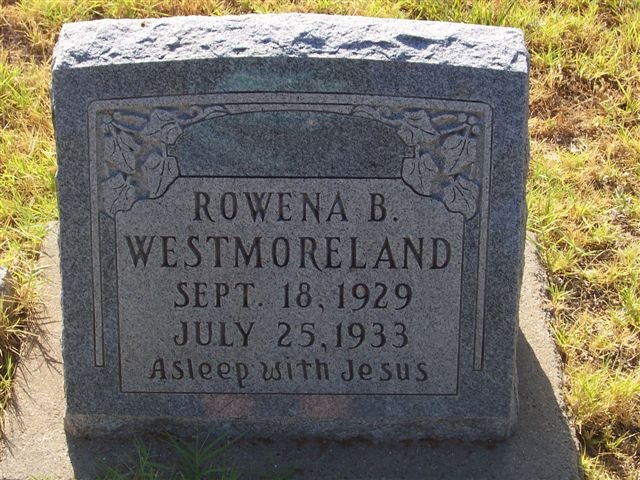 ROWENA B.
WESTMORELAND
SEPT. 18, 1929
JULY 25, 1933
Asleep with Jesus